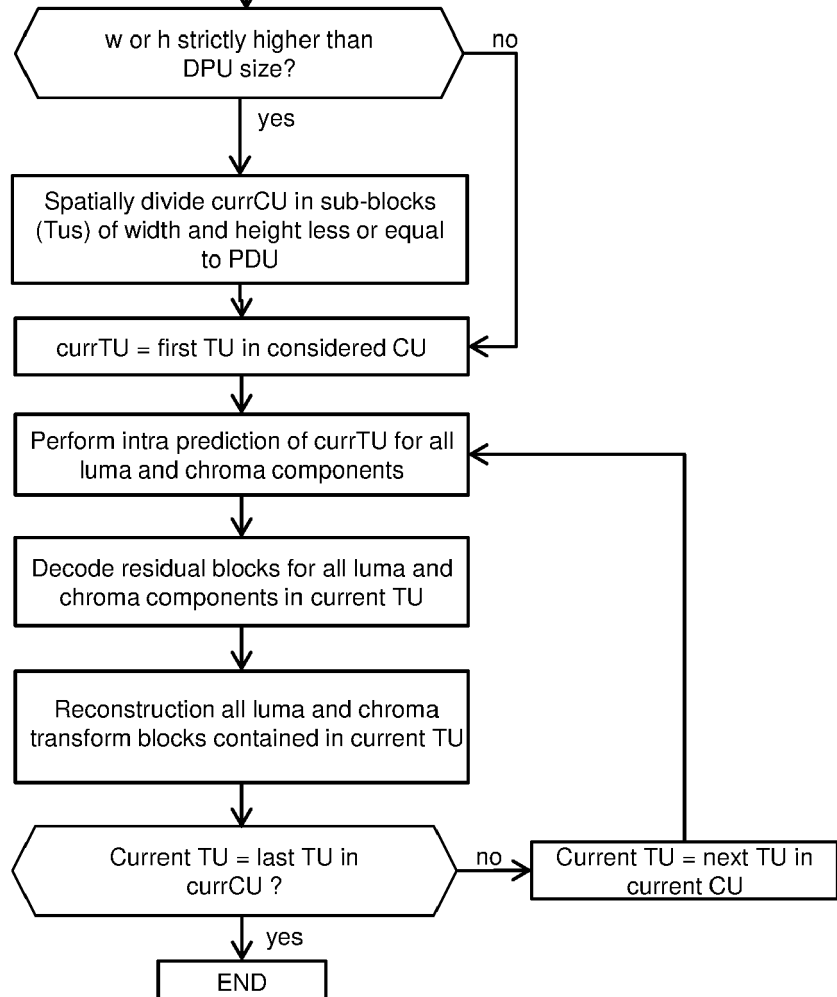 w or h strictly higher than
DPU size?
no
yes
Spatially divide currCU in sub-blocks
(Tus) of width and height less or equal
to PDU
currTU = first TU in considered CU
Perform intra prediction of currTU for all
luma and chroma components
Decode residual blocks for all luma and
chroma components in current TU
Reconstruction all luma and chroma
transform blocks contained in current TU
Current TU = last TU in
currCU ?
no
Current TU = next TU in
current CU
yes
END